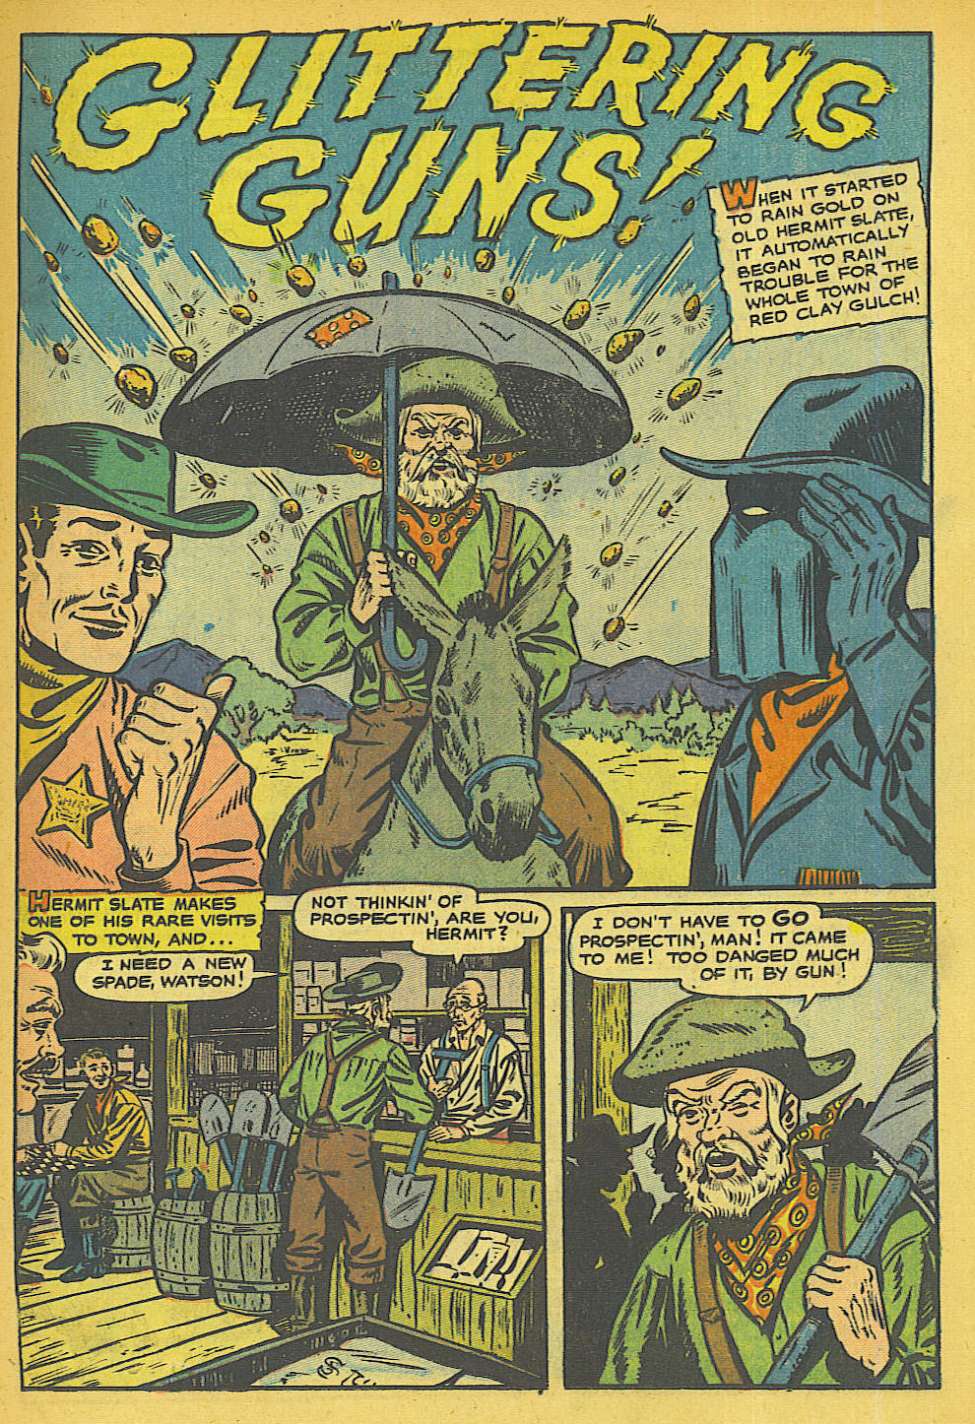 GLITTERING
GUNS!
WHEN IT STARTED
TO RAIN GOLD ON
OLD HERMIT SLATE,
IT AUTOMATICALLY
BEGAN TO RAIN
TROUBLE FOR THE
WHOLE TOWN OF
RED CLAY GULCH!
HERMIT SLATE MAKES
ONE OF HIS RARE VISITS
TO TOWN, AND...
I NEED A NEW
SPADE, WATSON!
NOT THINKIN' OF
PROSPECTIN', ARE YOU,
HERMIT?
I DON'T HAVE TO GO
PROSPECTIN', MAN! IT CAME
TO ME! TOO DANGED MUCH
OF IT, BY GUN!